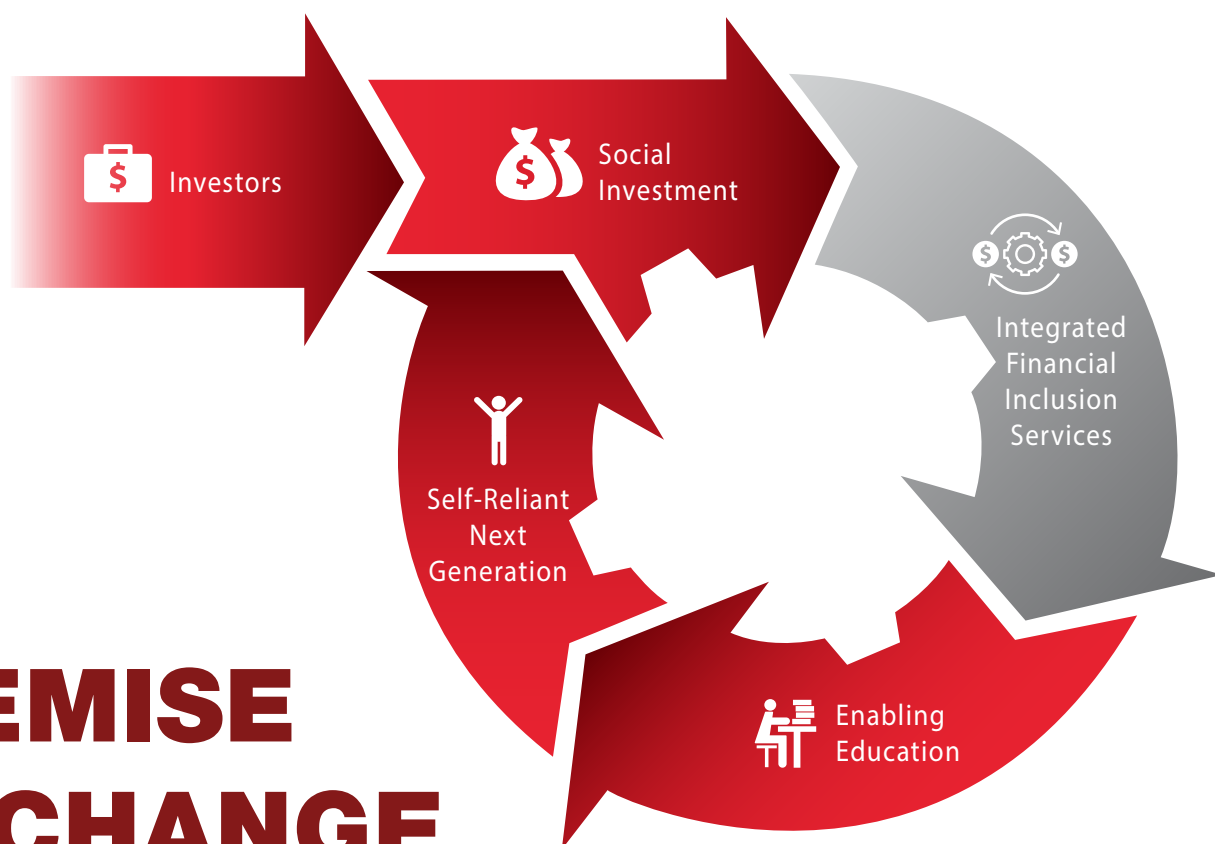 $
Investors
$
Social
Investment
$ $
Integrated
Financial
Inclusion
Services
Self-Reliant
Next
Generation
Enabling
Education
EMISE
CHANGE